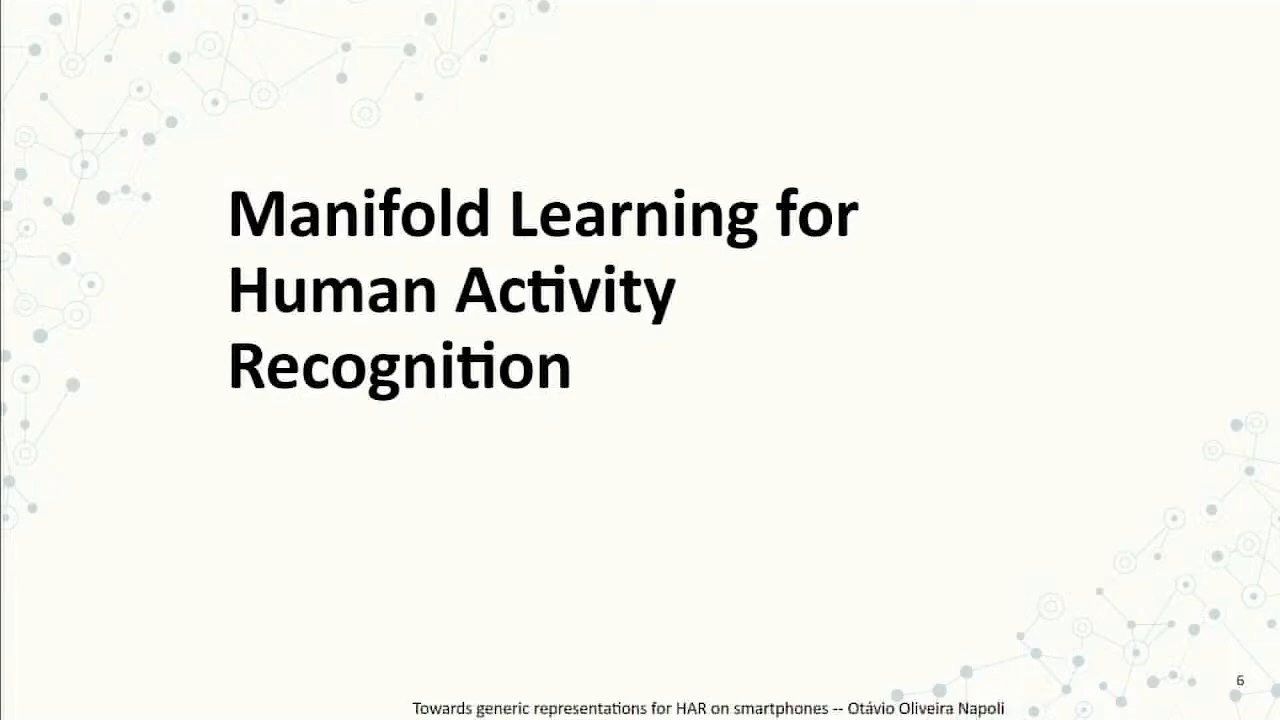 Manifold Learning for
Human Activity
Recognition
6
Towards generic representations for HAR on smartphones -- Otávio Oliveira Napoli